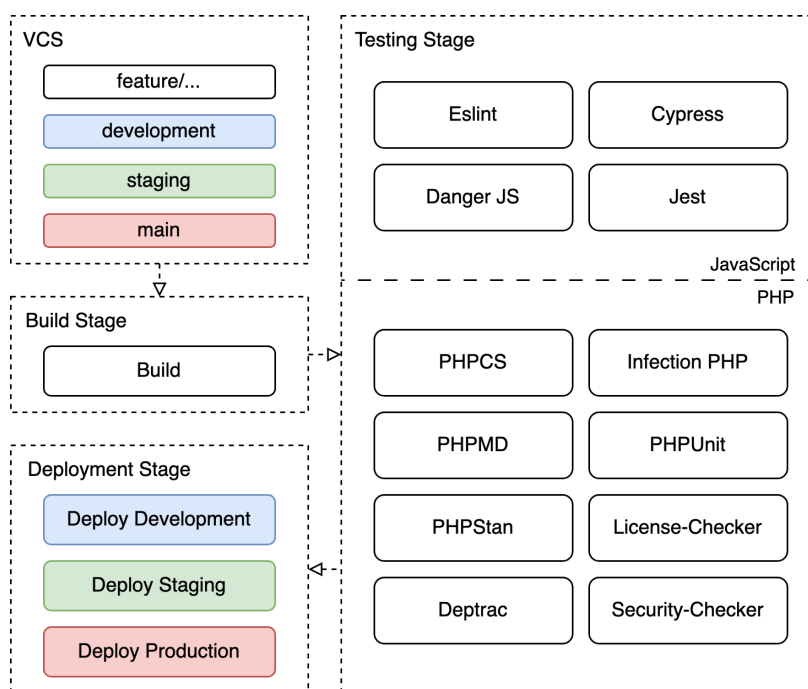 VCS
feature/...
development
staging
main
Build Stage
Build
Deployment Stage
Deploy Development
Deploy Staging
Deploy Production
Testing Stage
Eslint
Cypress
Danger JS
Jest
JavaScript
PHP
PHPCS
Infection PHP
PHPMD
PHPUnit
PHPStan
License-Checker
Deptrac
Security-Checker